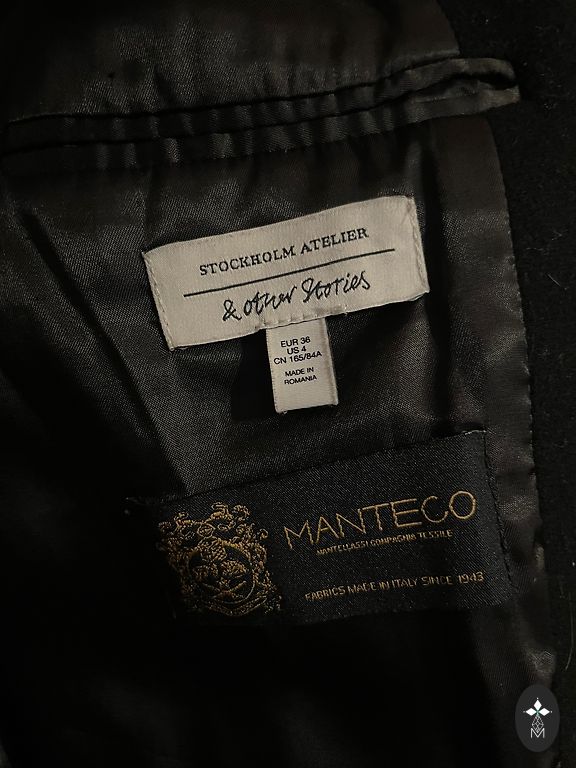 STOCKHOLM ATELIER
& other Stories
EUR 36
US 4
CN 165/84A
MADE IN
ROMANIA
MANTECO
MANTELLASSI COMPAGNIA TESSILE
FABRICS MADE IN ITALY SINCE 1943
M